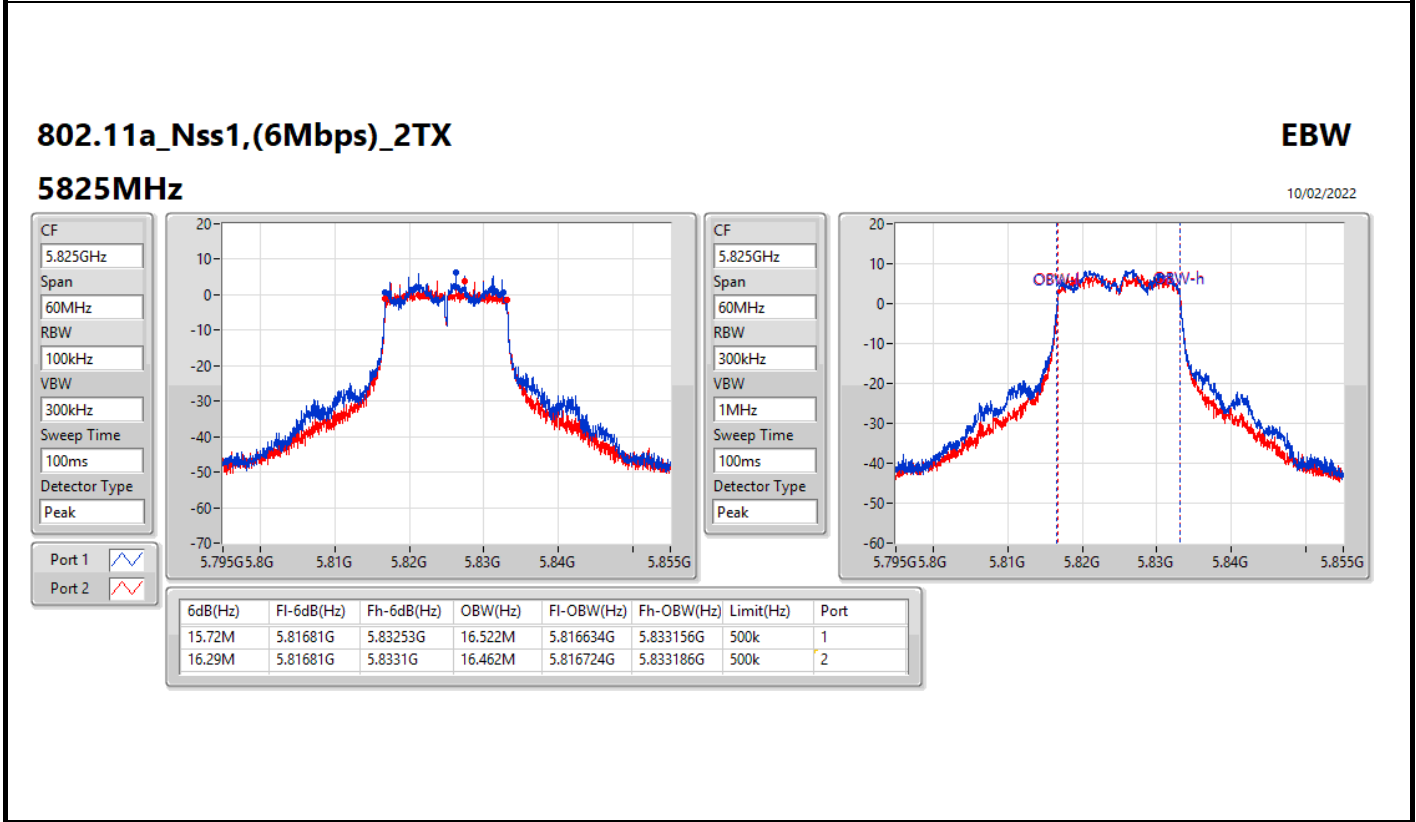 802.11a_Nss1,(6Mbps)_2TX
EBW
5825MHz
10/02/2022
CF
5.825GHz
Span
60MHz
RBW
100kHz
VBW
300kHz
Sweep Time
100ms
Detector Type
Peak
Port 1
Port 2
20
10
0
-10
-20
-30
-40
-50
-60
-70
5.795G 5.8G 5.81G 5.82G 5.83G 5.84G 5.855G
CF
5.825GHz
Span
60MHz
RBW
300kHz
VBW
1MHz
Sweep Time
100ms
Detector Type
Peak
20
10
0
-10
-20
-30
-40
-50
-60
OBW-h
5.795G 5.8G 5.81G 5.82G 5.83G 5.84G 5.855G
6dB(Hz) Fl-6dB(Hz) Fh-6dB(Hz) OBW(Hz) Fl-OBW(Hz) Fh-OBW(Hz) Limit(Hz) Port
15.72M 5.81681G 5.83253G 16.522M 5.816634G 5.833156G 500k 1
16.29M 5.81681G 5.8331G 16.462M 5.816724G 5.833186G 500k 2